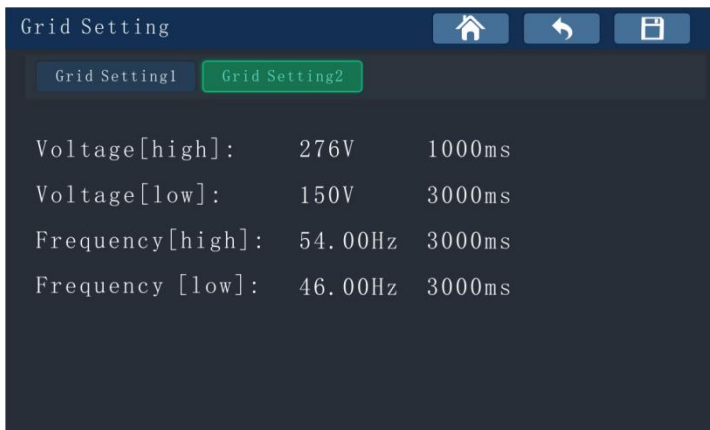 Grid Setting
Grid Setting1 Grid Setting2
Voltage[high]: 276V 1000ms
Voltage[low]: 150V 3000ms
Frequency[high]: 54.00Hz 3000ms
Frequency [low]: 46.00Hz 3000ms